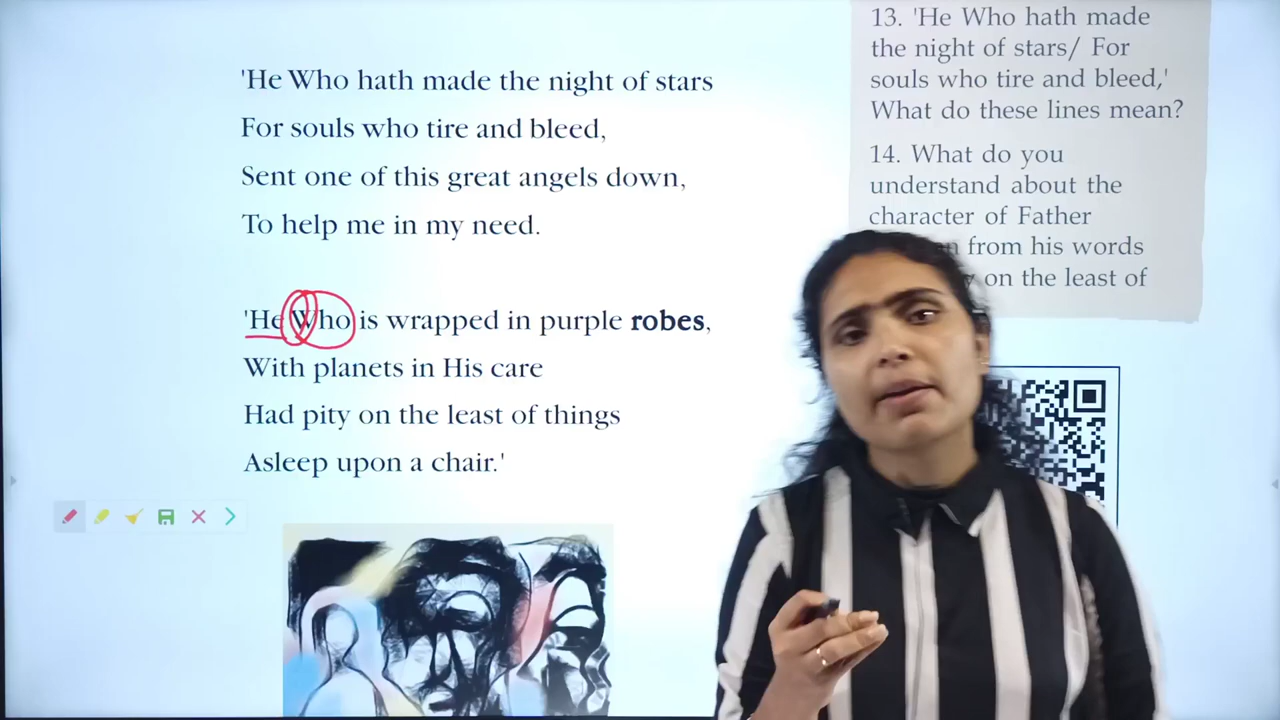 'He Who hath made the night of stars
For souls who tire and bleed,
Sent one of this great angels down,
To help me in my need.
'He Who is wrapped in purple robes,
With planets in His care
Had pity on the least of things
Asleep upon a chair.'
13. 'He Who hath made
the night of stars/ For
souls who tire and bleed,'
What do these lines mean?
14. What do you
understand about the
character of Father
from his words
on the least of